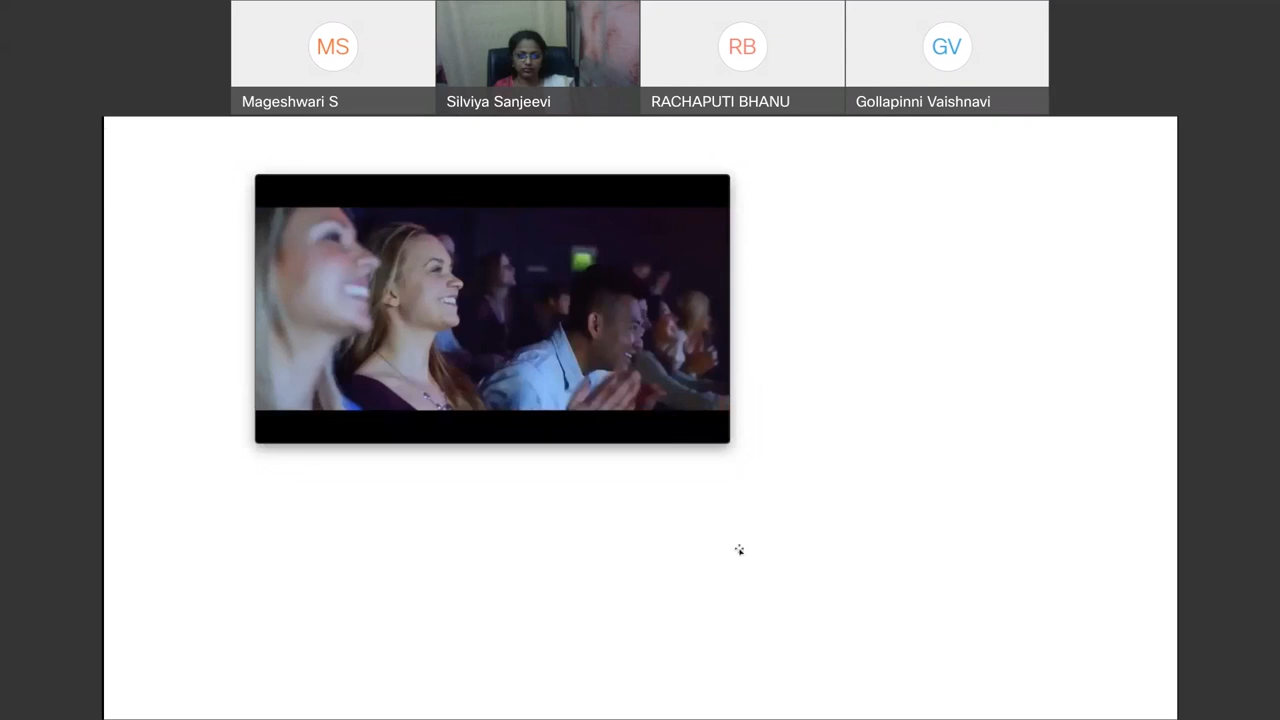 MS
Mageshwari S
Silviya Sanjeevi
RB
RACHAPUTI BHANU
GV
Gollapinni Vaishnavi